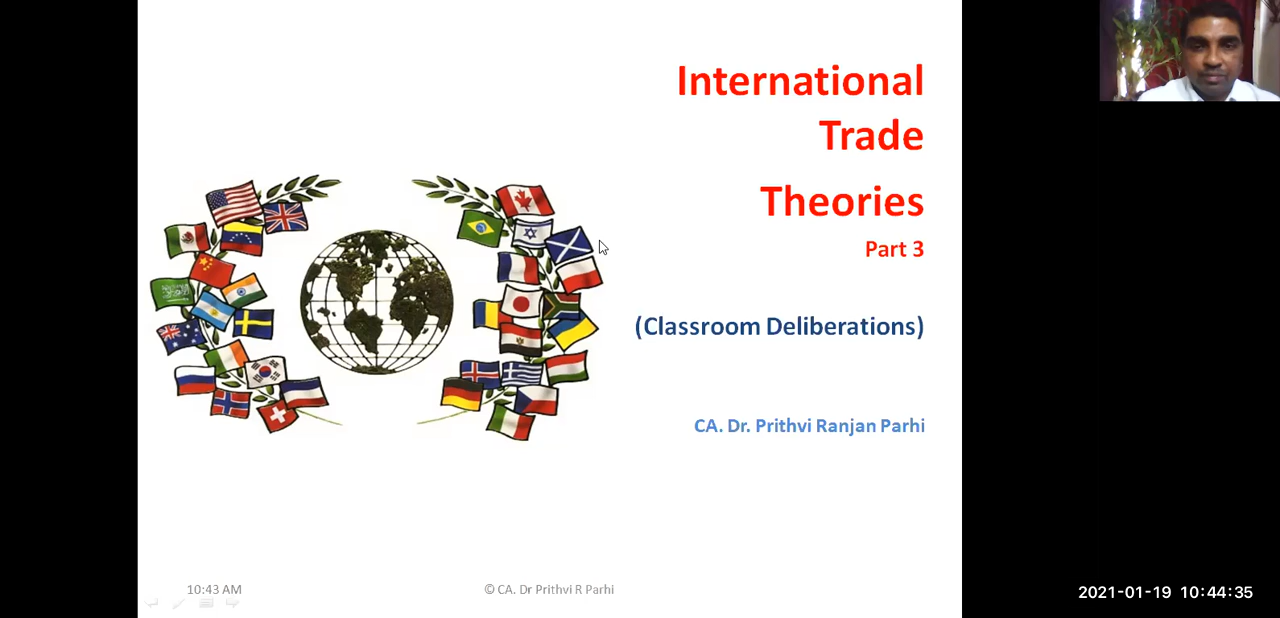 International
Trade
Theories
Part 3
(Classroom Deliberations)
CA. Dr. Prithvi Ranjan Parhi
10:43 AM
© CA. Dr Prithvi R Parhi
2021-01-19 10:44:35